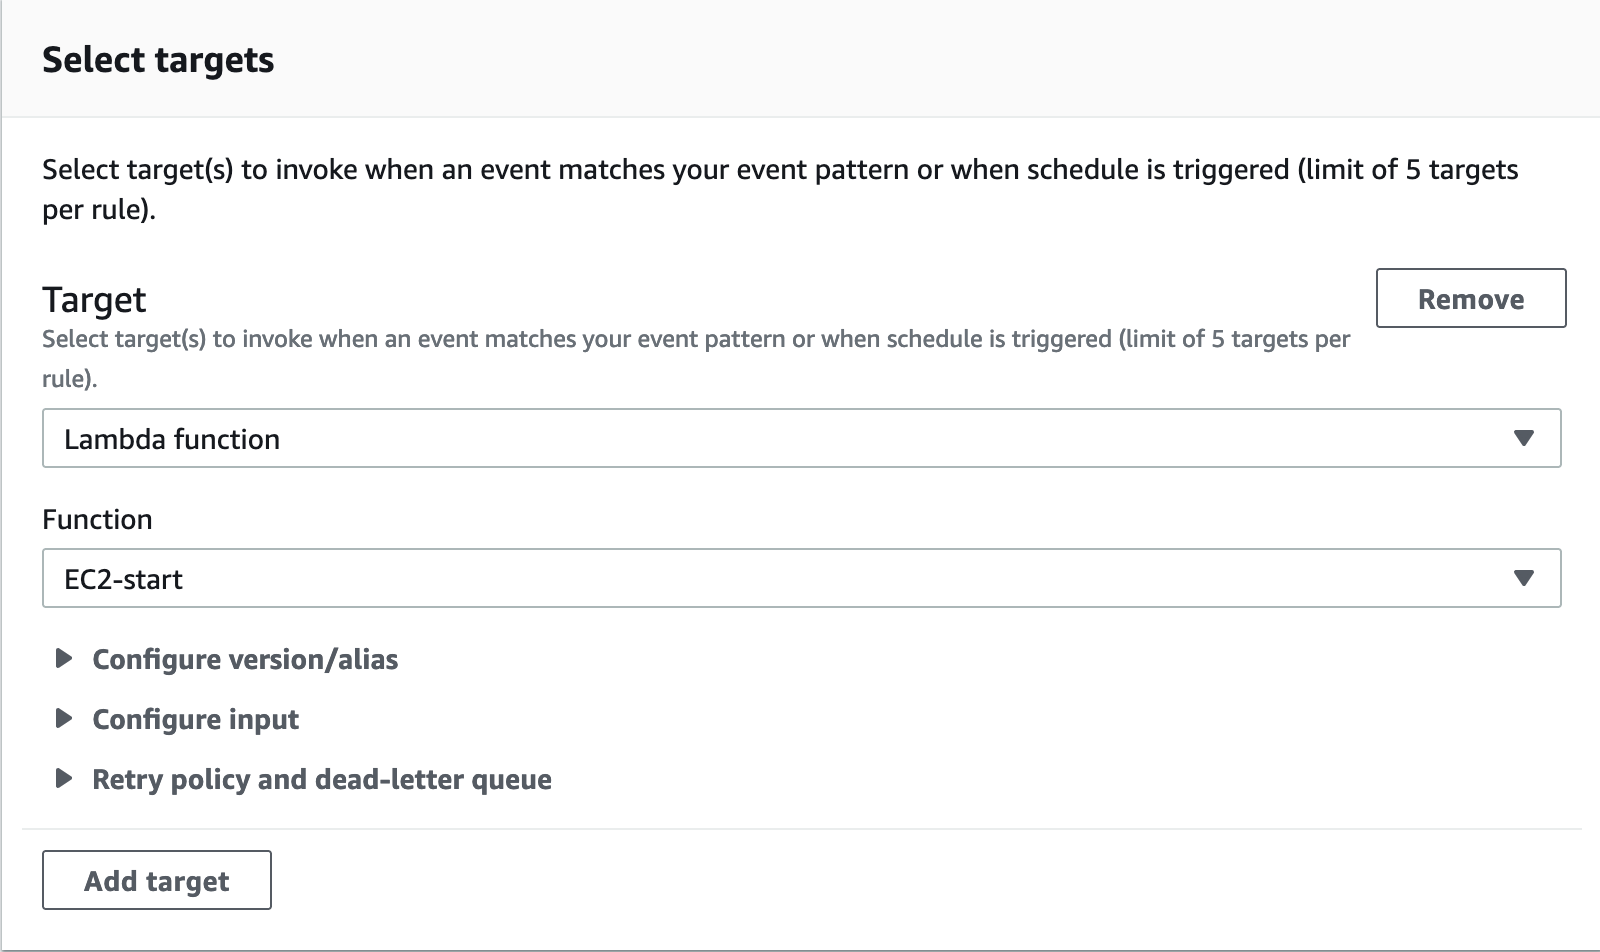 Select targets
Select target(s) to invoke when an event matches your event pattern or when schedule is triggered (limit of 5 targets
per rule).
Target
Remove
Select target(s) to invoke when an event matches your event pattern or when schedule is triggered (limit of 5 targets per
rule).
Lambda function
Function
EC2-start
Configure version/alias
Configure input
Retry policy and dead-letter queue
Add target